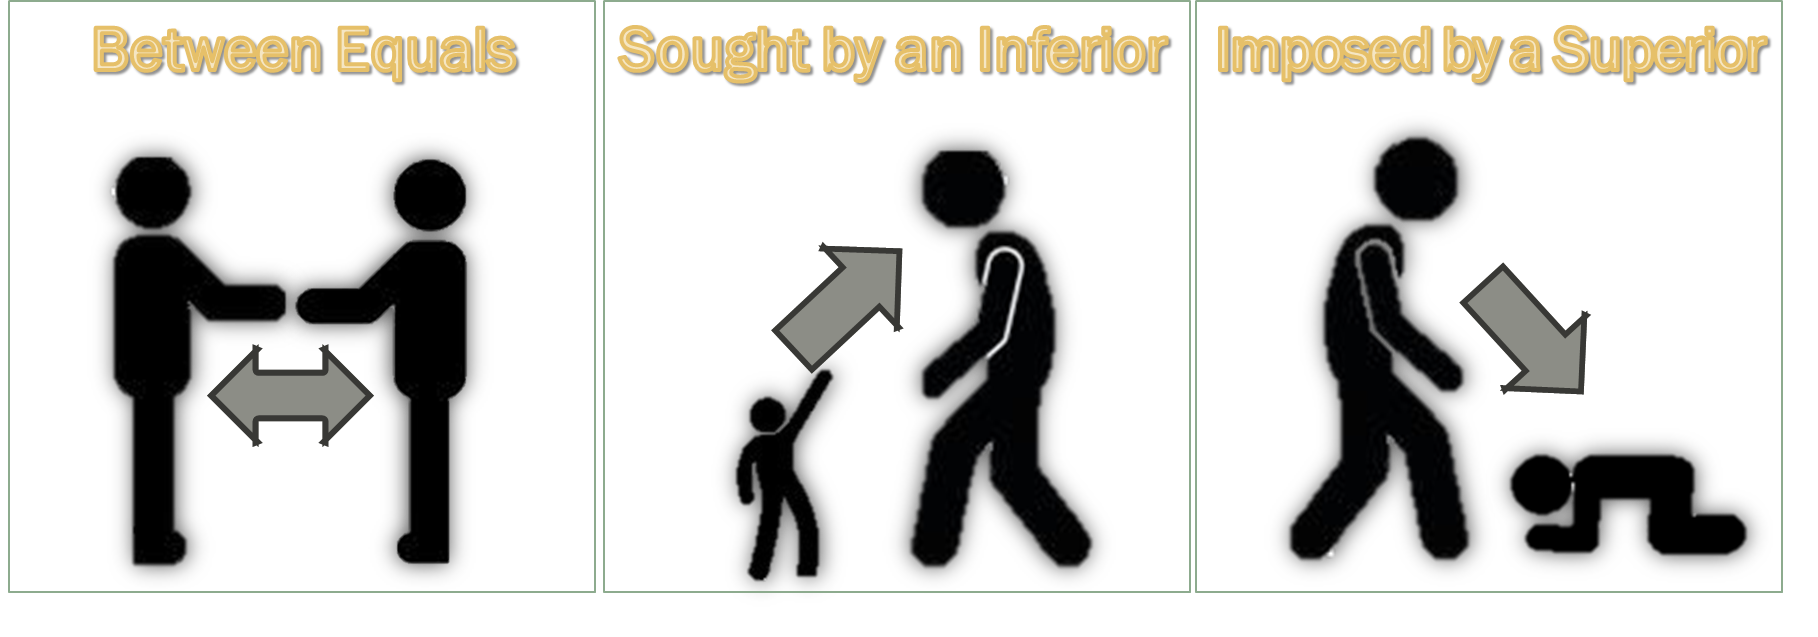 Between Equals
Sought by an Inferior
Imposed by a Superior